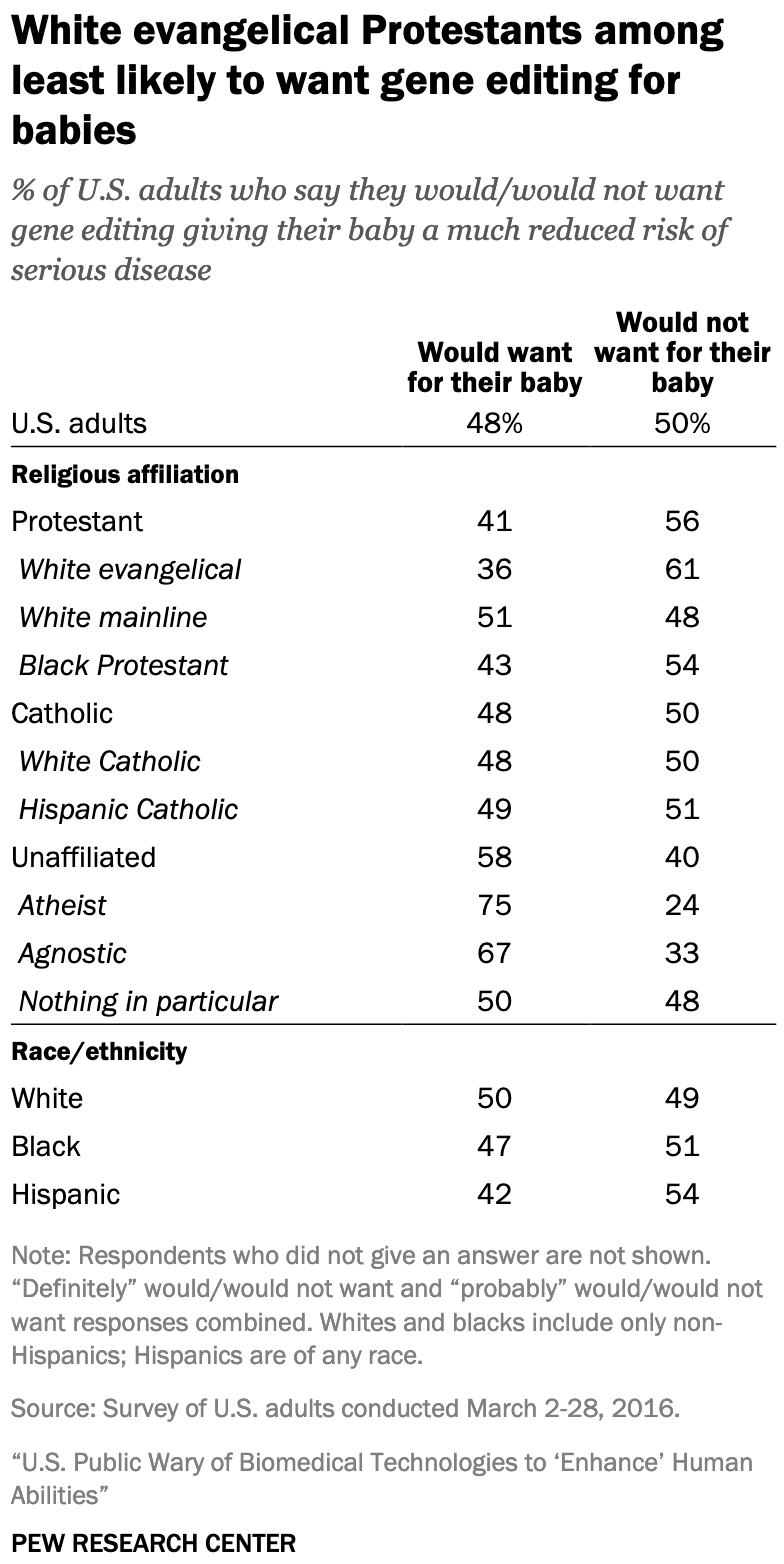 White evangelical Protestants among
least likely to want gene editing for
babies
% of U.S. adults who say they would/would not want
gene editing giving their baby a much reduced risk of
serious disease
Would want for their baby Would not want for their baby
U.S. adults 48% 50%
Religious affiliation
Protestant 41 56
White evangelical 36 61
White mainline 51 48
Black Protestant 43 54
Catholic 48 50
White Catholic 48 50
Hispanic Catholic 49 51
Unaffiliated 58 40
Atheist 75 24
Agnostic 67 33
Nothing in particular 50 48
Race/ethnicity
White 50 49
Black 47 51
Hispanic 42 54
Note: Respondents who did not give an answer are not shown.
“Definitely” would/would not want and “probably” would/would not
want responses combined. Whites and blacks include only non-
Hispanics; Hispanics are of any race.
Source: Survey of U.S. adults conducted March 2-28, 2016.
“U.S. Public Wary of Biomedical Technologies to ‘Enhance’ Human
Abilities”
PEW RESEARCH CENTER